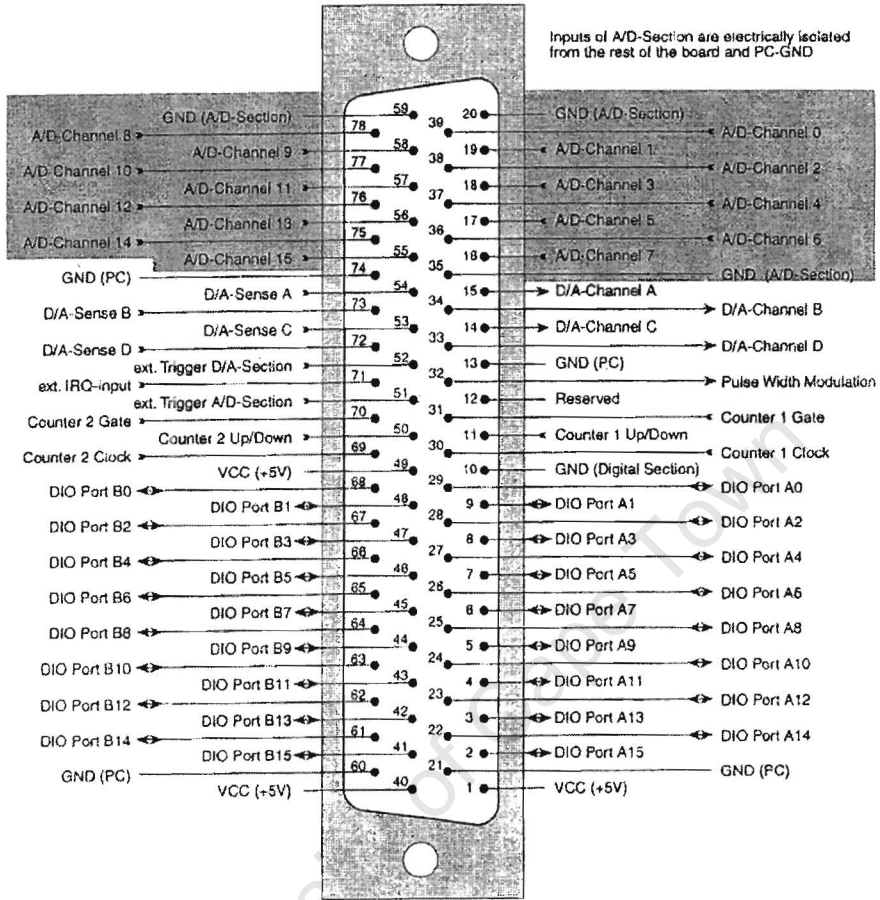 Inputs of A/D-Section are electrically isolated
from the rest of the board and PC-GND
GND (A/D-Section) 59 20 GND (A/D-Section)
A/D-Channel 8 78 39 A/D-Channel 0
A/D-Channel 9 58 19 A/D-Channel 1
A/D-Channel 10 77 38 A/D-Channel 2
A/D-Channel 11 57 18 A/D-Channel 3
A/D-Channel 12 76 37 A/D-Channel 4
A/D-Channel 13 56 17 A/D-Channel 5
A/D-Channel 14 75 36 A/D-Channel 6
A/D-Channel 15 55 16 A/D-Channel 7
GND (PC) 74 35 GND (A/D-Section)
D/A-Sense A 54 15 D/A-Channel A
D/A-Sense B 73 34 D/A-Channel B
D/A-Sense C 53 14 D/A-Channel C
D/A-Sense D 72 33 D/A-Channel D
ext. Trigger D/A-Section 52 13 GND (PC)
ext. IRQ-input 71 32 Pulse Width Modulation
ext. Trigger A/D-Section 51 12 Reserved
Counter 2 Gate 70 31 Counter 1 Gate
Counter 2 Up/Down 50 11 Counter 1 Up/Down
Counter 2 Clock 69 30 Counter 1 Clock
VCC (+5V) 49 10 GND (Digital Section)
DIO Port B0 68 29 DIO Port A0
DIO Port B1 48 9 DIO Port A1
DIO Port B2 67 28 DIO Port A2
DIO Port B3 47 8 DIO Port A3
DIO Port B4 66 27 DIO Port A4
DIO Port B5 46 7 DIO Port A5
DIO Port B6 65 26 DIO Port A6
DIO Port B7 45 6 DIO Port A7
DIO Port B8 64 25 DIO Port A8
DIO Port B9 44 5 DIO Port A9
DIO Port B10 63 24 DIO Port A10
DIO Port B11 43 4 DIO Port A11
DIO Port B12 62 23 DIO Port A12
DIO Port B13 42 3 DIO Port A13
DIO Port B14 61 22 DIO Port A14
DIO Port B15 41 2 DIO Port A15
GND (PC) 60 21 GND (PC)
VCC (+5V) 40 1 VCC (+5V)
of Cape Town